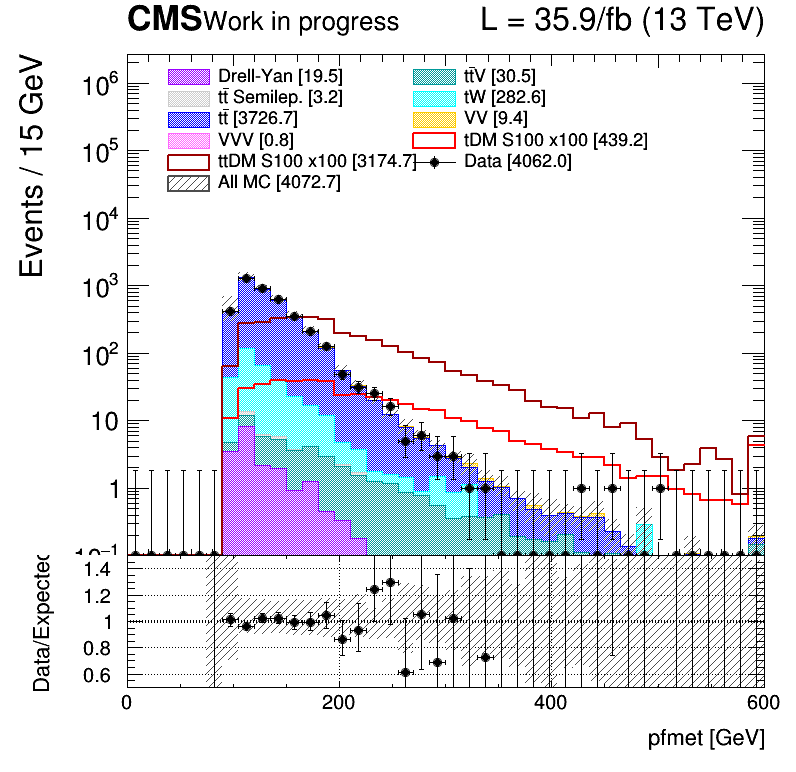 CMS Work in progress L = 35.9/fb (13 TeV)
Events / 15 GeV
10⁶
10⁵
10⁴
10³
10²
10
1
10⁻¹
Drell-Yan [19.5]
tt̄ Semilep. [3.2]
tt̄ [3726.7]
VVV [0.8]
ttDM S100 x100 [3174.7]
All MC [4072.7]
tt̄V [30.5]
tW [282.6]
VV [9.4]
tDM S100 x100 [439.2]
Data [4062.0]
Data/Expected
1.4
1.2
1
0.8
0.6
0 200 400 600
pfmet [GeV]